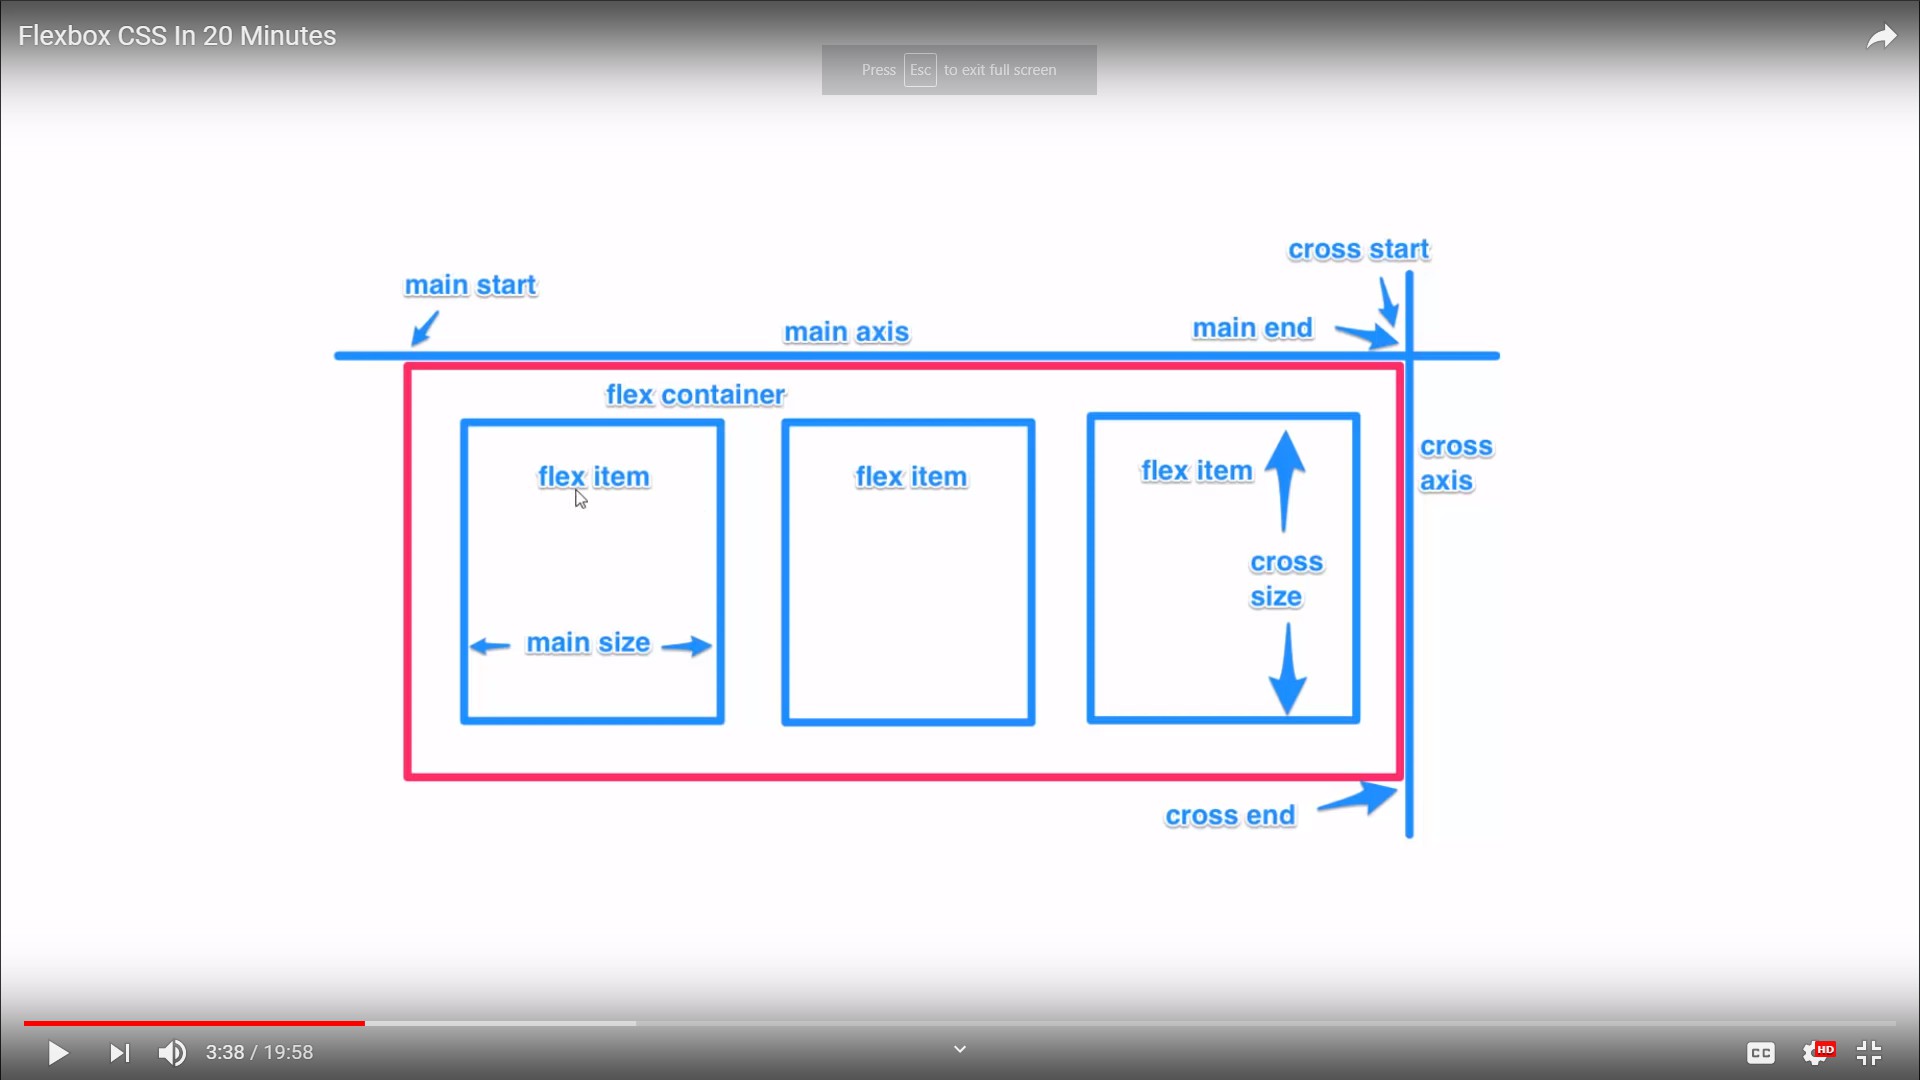 Flexbox CSS In 20 Minutes
Press Esc to exit full screen
cross start
main start
main axis
main end
flex container
cross
axis
flex item
flex item
flex item
cross
size
main size
cross end
3:38 / 19:58
CC
HD